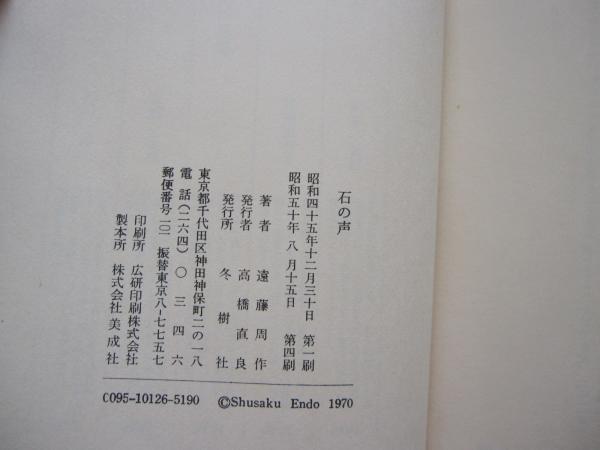 石の声
昭和四十五年十二月三十日 第一刷
昭和五十年八月十五日 第四刷
著者 遠藤周作
発行者 高橋直良
発行所 冬樹社
東京都千代田区神田神保町二の一八
電話(二六四)〇三四六
郵便番号一〇一 振替東京八-七七五七
印刷所 広研印刷株式会社
製本所 株式会社美成社
C095-10126-5190 ©Shusaku Endo 1970